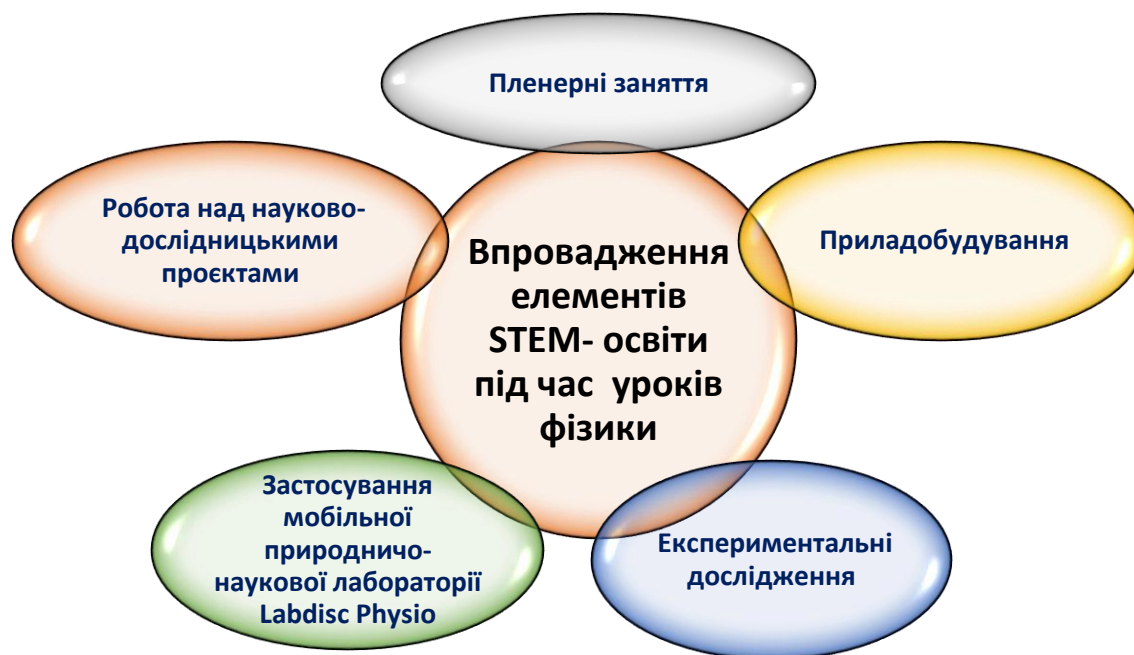 Пленерні заняття
Робота над науково-
дослідницькими
проєктами
Приладобудування
Впровадження
елементів
STEM- освіти
під час уроків
фізики
Застосування
мобільної
природничо-
наукової лабораторії
Labdisc Physio
Експериментальні
дослідження